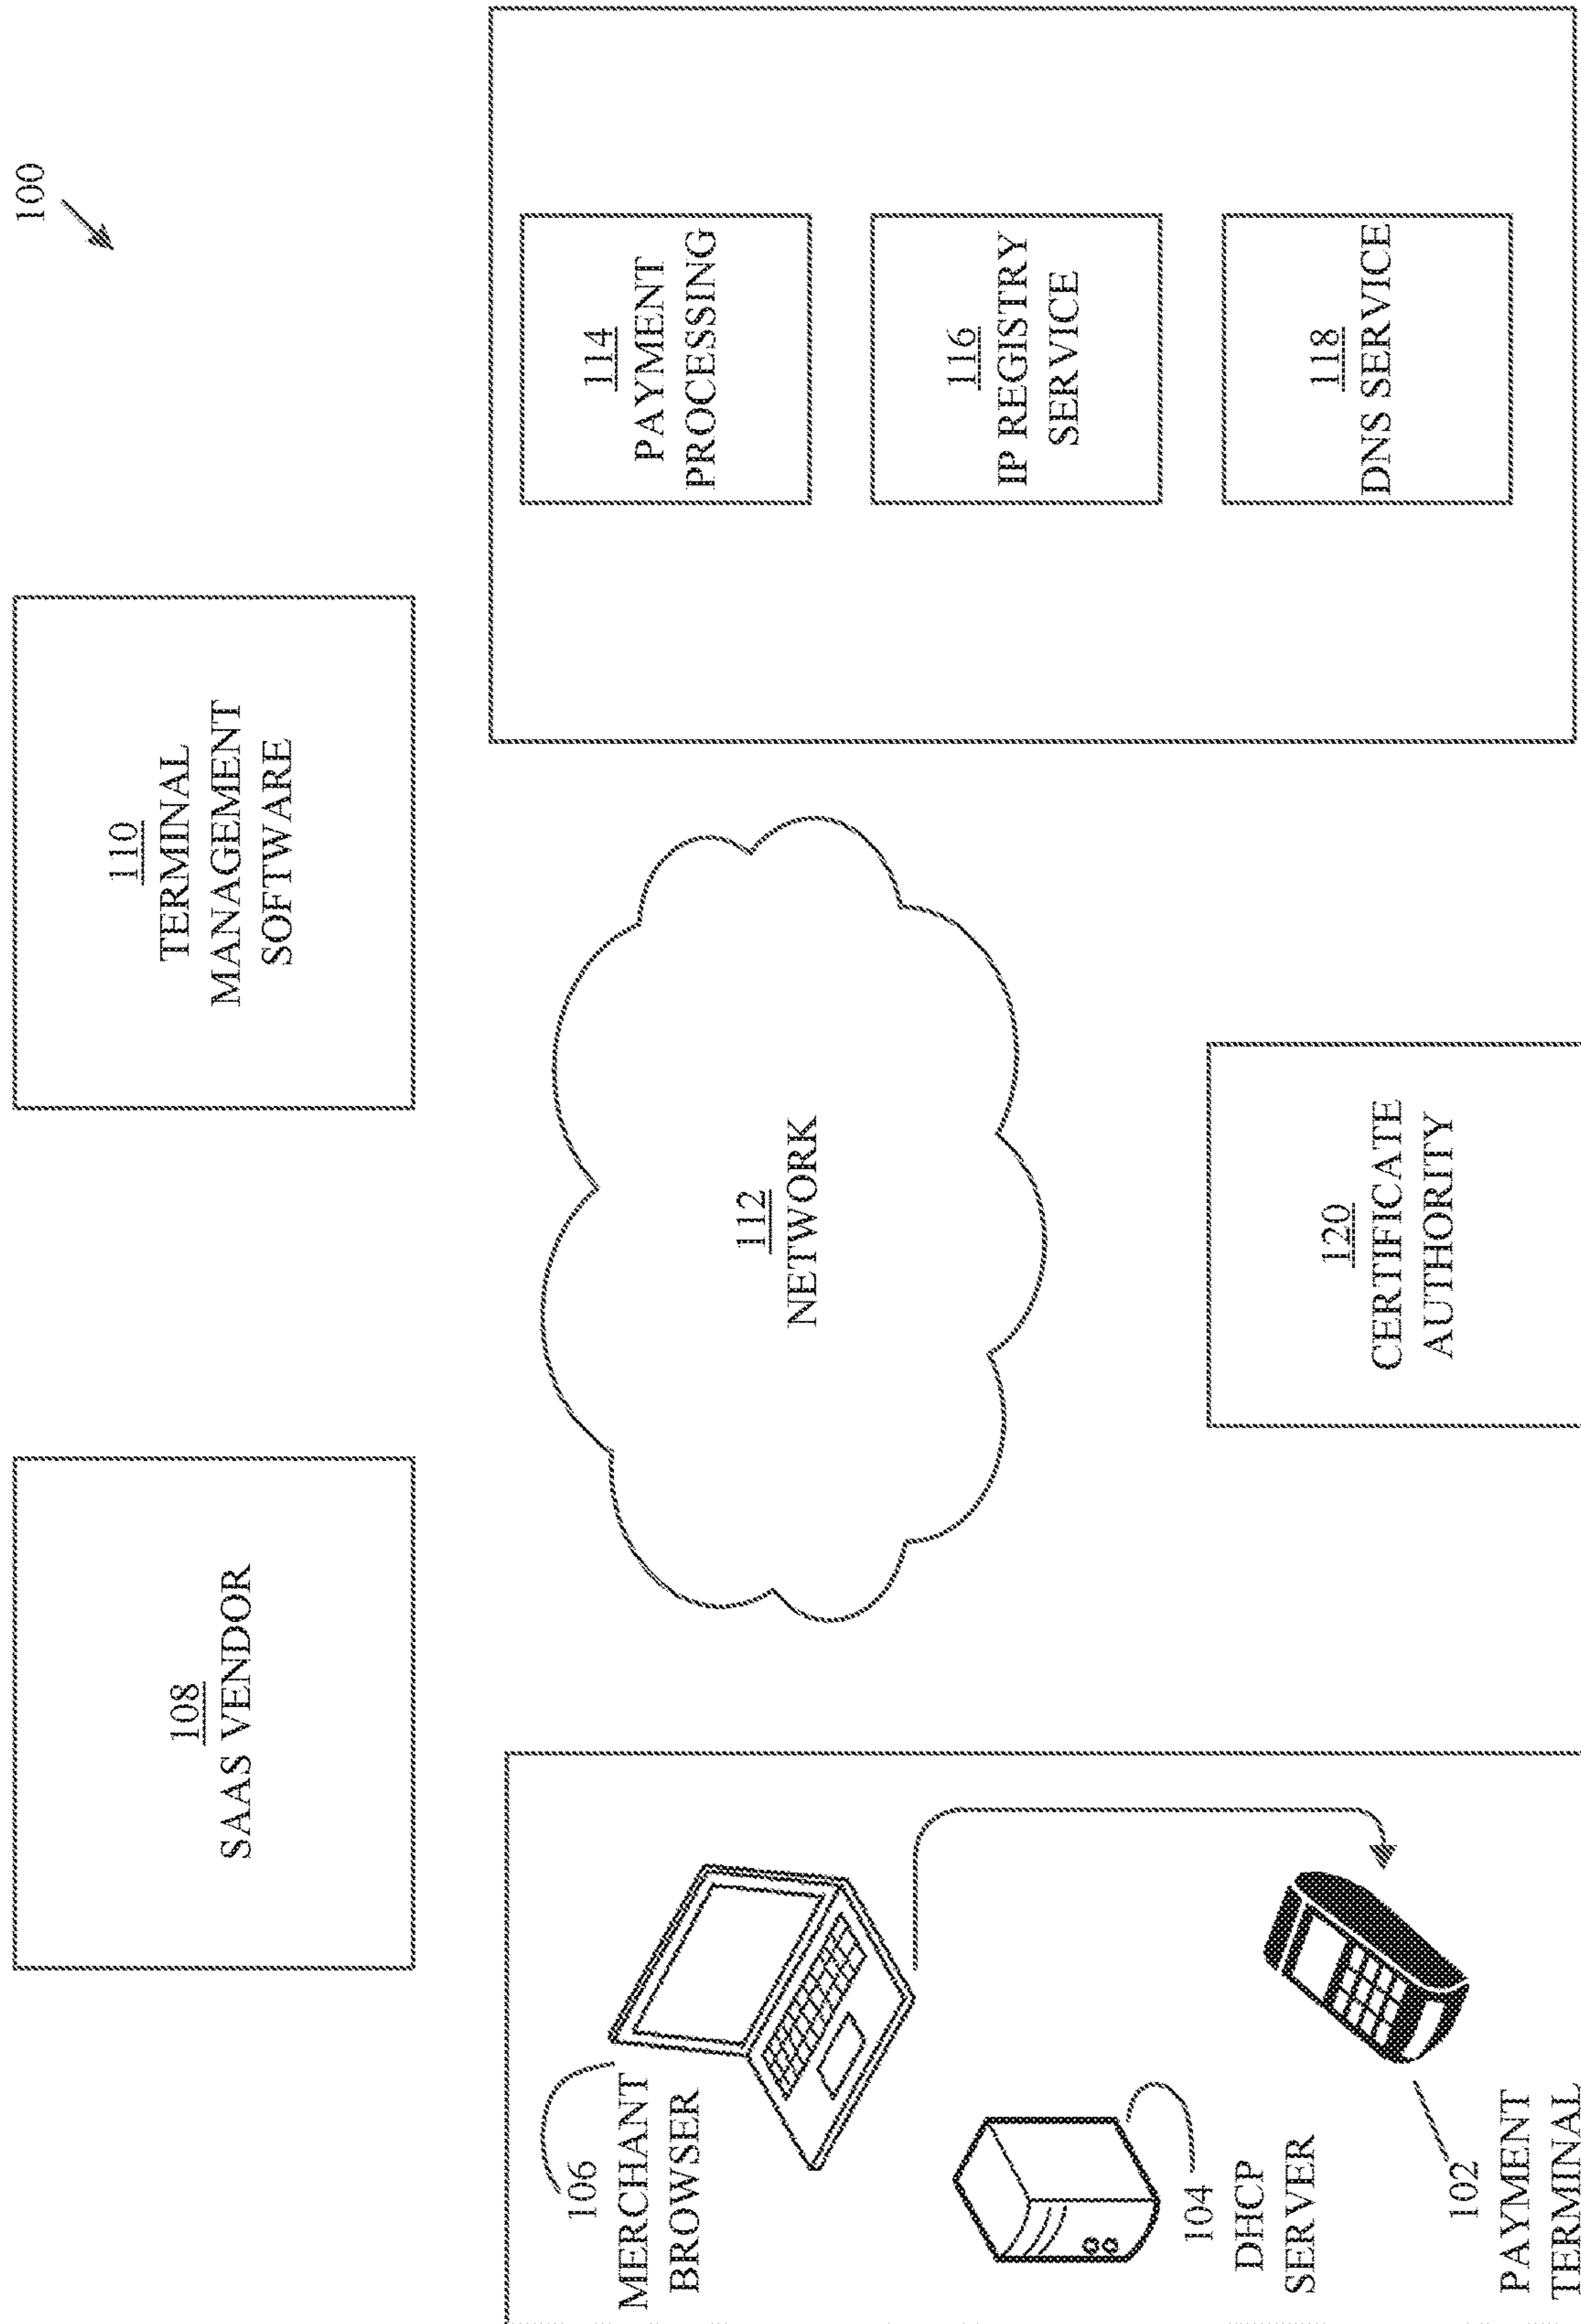 100
108
SAAS VENDOR
110
TERMINAL
MANAGEMENT
SOFTWARE
106
MERCHANT
BROWSER
104
DHCP
SERVER
102
PAYMENT
TERMINAL
112
NETWORK
120
CERTIFICATE
AUTHORITY
114
PAYMENT
PROCESSING
116
IP REGISTRY
SERVICE
118
DNS SERVICE